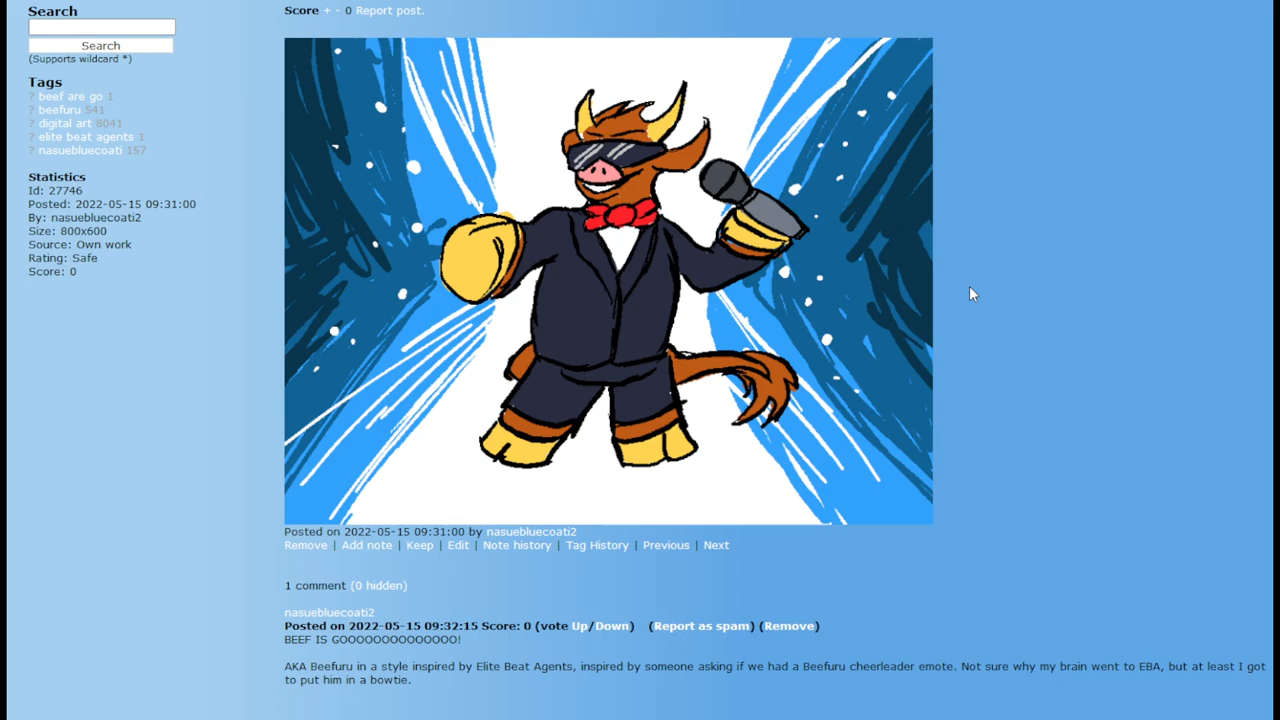 Search
Search
(Supports wildcard *)
Tags
? beef are go 1
? beefuru 541
? digital art 8041
? elite beat agents 1
? nasuebluecoati 157
Statistics
Id: 27746
Posted: 2022-05-15 09:31:00
By: nasuebluecoati2
Size: 800x600
Source: Own work
Rating: Safe
Score: 0
Score + - 0 Report post.
Posted on 2022-05-15 09:31:00 by nasuebluecoati2
Remove | Add note | Keep | Edit | Note history | Tag History | Previous | Next
1 comment (0 hidden)
nasuebluecoati2
Posted on 2022-05-15 09:32:15 Score: 0 (vote Up/Down) (Report as spam) (Remove)
BEEF IS GOOOOOOOOOOOOOO!
AKA Beefuru in a style inspired by Elite Beat Agents, inspired by someone asking if we had a Beefuru cheerleader emote. Not sure why my brain went to EBA, but at least I got
to put him in a bowtie.